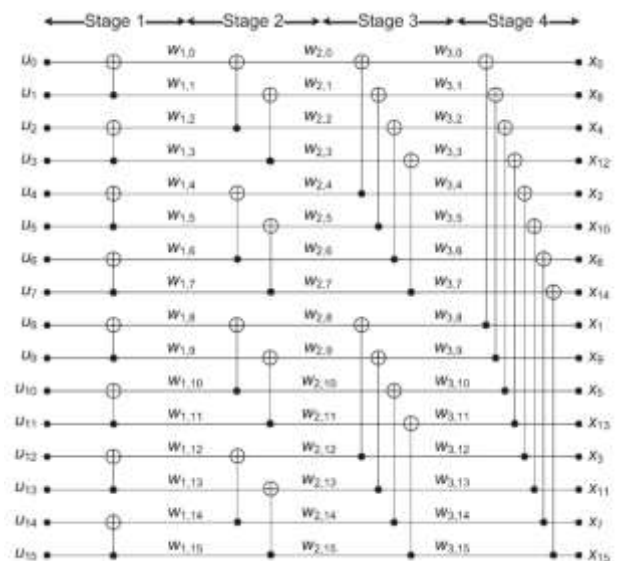 Stage 1 Stage 2 Stage 3 Stage 4
u0 w1,0 w2,0 w3,0 x0
u1 w1,1 w2,1 w3,1 x8
u2 w1,2 w2,2 w3,2 x4
u3 w1,3 w2,3 w3,3 x12
u4 w1,4 w2,4 w3,4 x2
u5 w1,5 w2,5 w3,5 x10
u6 w1,6 w2,6 w3,6 x6
u7 w1,7 w2,7 w3,7 x14
u8 w1,8 w2,8 w3,8 x1
u9 w1,9 w2,9 w3,9 x9
u10 w1,10 w2,10 w3,10 x5
u11 w1,11 w2,11 w3,11 x13
u12 w1,12 w2,12 w3,12 x3
u13 w1,13 w2,13 w3,13 x11
u14 w1,14 w2,14 w3,14 x7
u15 w1,15 w2,15 w3,15 x15